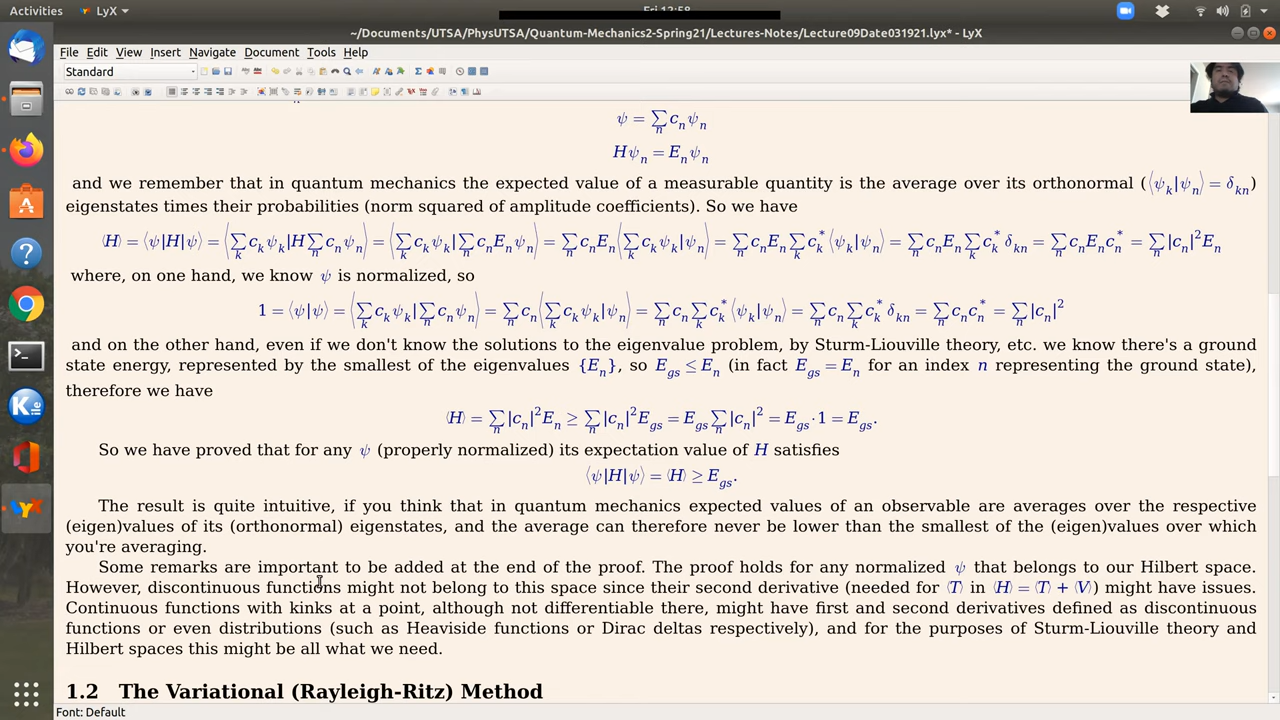 Activities LyX Fri 12:58
~/Documents/UTSA/PhysUTSA/Quantum-Mechanics2-Spring21/Lectures-Notes/Lecture09Date031921.lyx* - LyX
File Edit View Insert Navigate Document Tools Help
Standard
ψ = ∑_n c_n ψ_n
Hψ_n = E_n ψ_n
and we remember that in quantum mechanics the expected value of a measurable quantity is the average over its orthonormal (⟨ψ_k|ψ_n⟩ = δ_kn)
eigenstates times their probabilities (norm squared of amplitude coefficients). So we have
⟨H⟩ = ⟨ψ|H|ψ⟩ = ⟨∑_k c_k ψ_k|H ∑_n c_n ψ_n⟩ = ⟨∑_k c_k ψ_k|∑_n c_n E_n ψ_n⟩ = ∑_n c_n E_n ⟨∑_k c_k ψ_k|ψ_n⟩ = ∑_n c_n E_n ∑_k c_k^* ⟨ψ_k|ψ_n⟩ = ∑_n c_n E_n ∑_k c_k^* δ_kn = ∑_n c_n E_n c_n^* = ∑_n |c_n|^2 E_n
where, on one hand, we know ψ is normalized, so
1 = ⟨ψ|ψ⟩ = ⟨∑_k c_k ψ_k|∑_n c_n ψ_n⟩ = ∑_n c_n ⟨∑_k c_k ψ_k|ψ_n⟩ = ∑_n c_n ∑_k c_k^* ⟨ψ_k|ψ_n⟩ = ∑_n c_n ∑_k c_k^* δ_kn = ∑_n c_n c_n^* = ∑_n |c_n|^2
and on the other hand, even if we don't know the solutions to the eigenvalue problem, by Sturm-Liouville theory, etc. we know there's a ground
state energy, represented by the smallest of the eigenvalues {E_n}, so E_gs ≤ E_n (in fact E_gs = E_n for an index n representing the ground state),
therefore we have
⟨H⟩ = ∑_n |c_n|^2 E_n ≥ ∑_n |c_n|^2 E_gs = E_gs ∑_n |c_n|^2 = E_gs · 1 = E_gs.
So we have proved that for any ψ (properly normalized) its expectation value of H satisfies
⟨ψ|H|ψ⟩ = ⟨H⟩ ≥ E_gs.
The result is quite intuitive, if you think that in quantum mechanics expected values of an observable are averages over the respective
(eigen)values of its (orthonormal) eigenstates, and the average can therefore never be lower than the smallest of the (eigen)values over which
you're averaging.
Some remarks are important to be added at the end of the proof. The proof holds for any normalized ψ that belongs to our Hilbert space.
However, discontinuous functions might not belong to this space since their second derivative (needed for ⟨T⟩ in ⟨H⟩ = ⟨T⟩ + ⟨V⟩) might have issues.
Continuous functions with kinks at a point, although not differentiable there, might have first and second derivatives defined as discontinuous
functions or even distributions (such as Heaviside functions or Dirac deltas respectively), and for the purposes of Sturm-Liouville theory and
Hilbert spaces this might be all what we need.
1.2 The Variational (Rayleigh-Ritz) Method
Font: Default